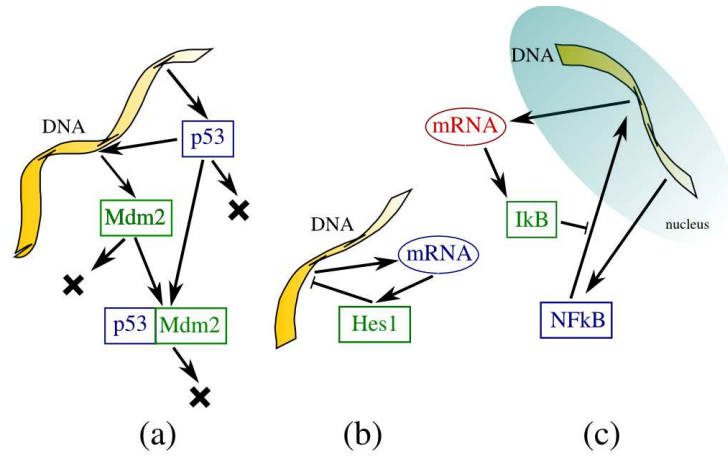 DNA
p53
Mdm2
p53 Mdm2
(a)
DNA
mRNA
Hes1
(b)
DNA
mRNA
IkB
nucleus
NFkB
(c)